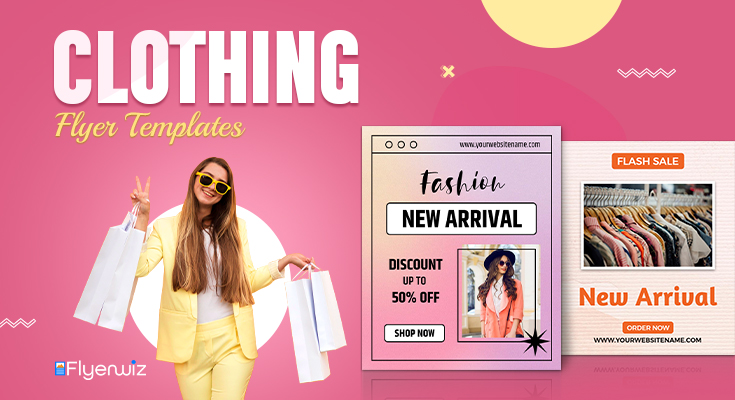 CLOTHING
Flyer Templates
Flyerwiz
www.yourwebsitename.com
Fashion
NEW ARRIVAL
DISCOUNT
UP TO
50% OFF
SHOP NOW
FLASH SALE
New Arrival
ORDER NOW
WWW.YOURWEBSITENAME.COM